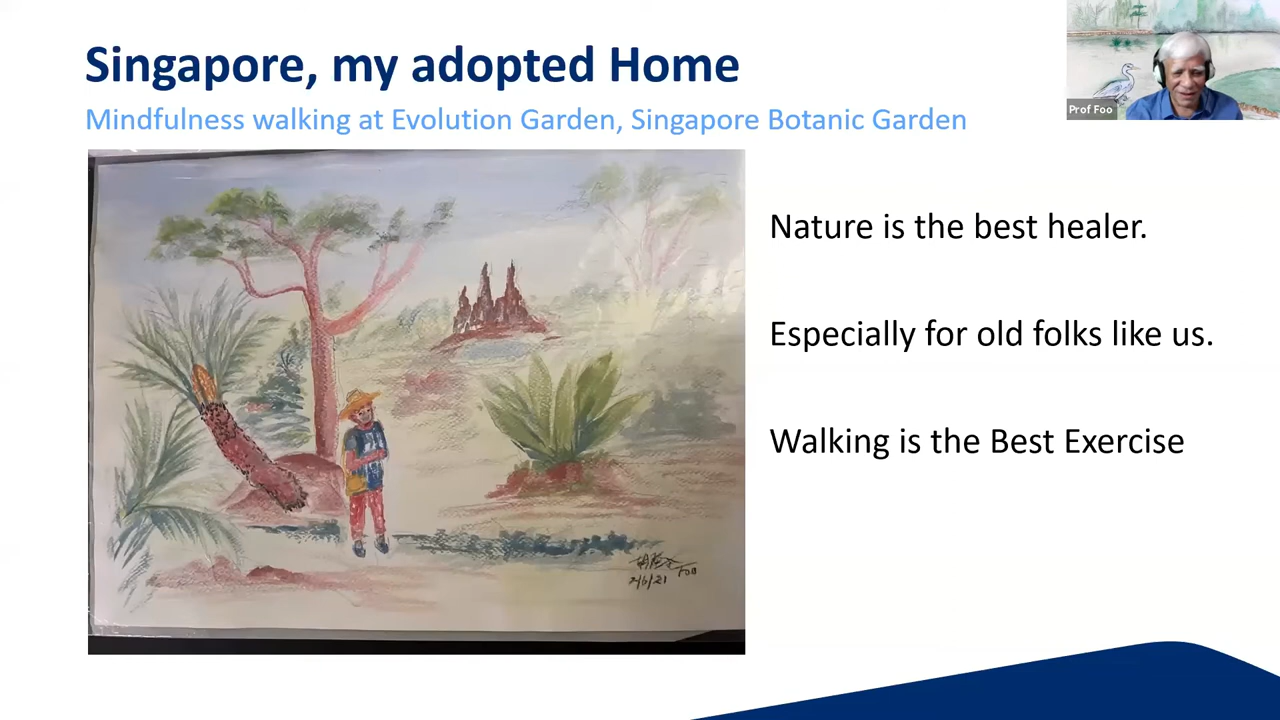 Singapore, my adopted Home
Mindfulness walking at Evolution Garden, Singapore Botanic Garden
Prof Foo
Nature is the best healer.
Especially for old folks like us.
Walking is the Best Exercise
Foo